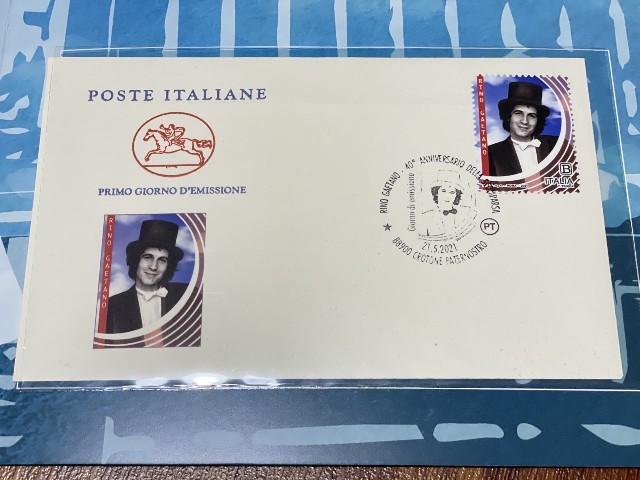 POSTE ITALIANE
PRIMO GIORNO D'EMISSIONE
RINO GAETANO
RINO GAETANO
B
ITALIA
RINO GAETANO - 40° ANNIVERSARIO DELLA SCOMPARSA
Giorno di emissione
PT
21.5.2021
88900 CROTONE PATERNOSTRO